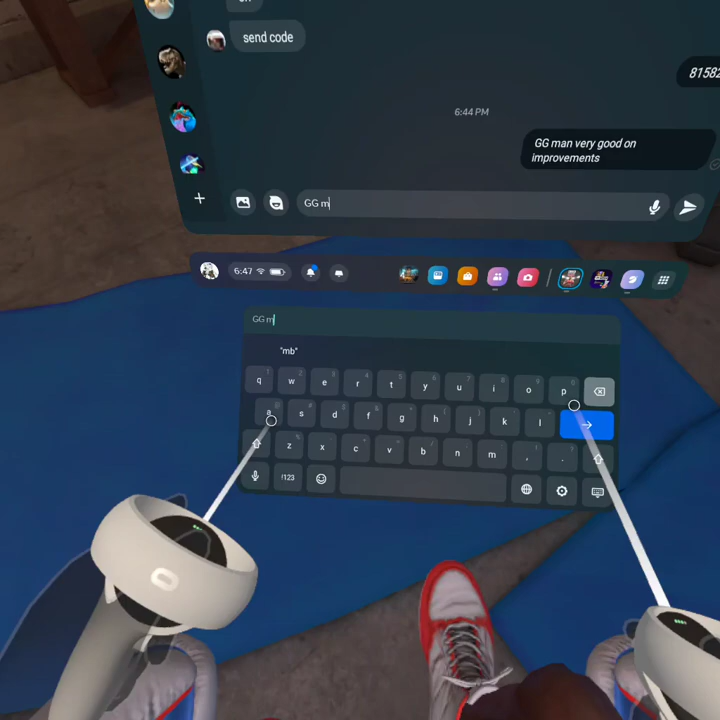 send code
81582
6:44 PM
GG man very good on
improvements
GG m
6:47
GG m
"mb"
q w e r t y u i o p
a s d f g h j k l
z x c v b n m , .
!123